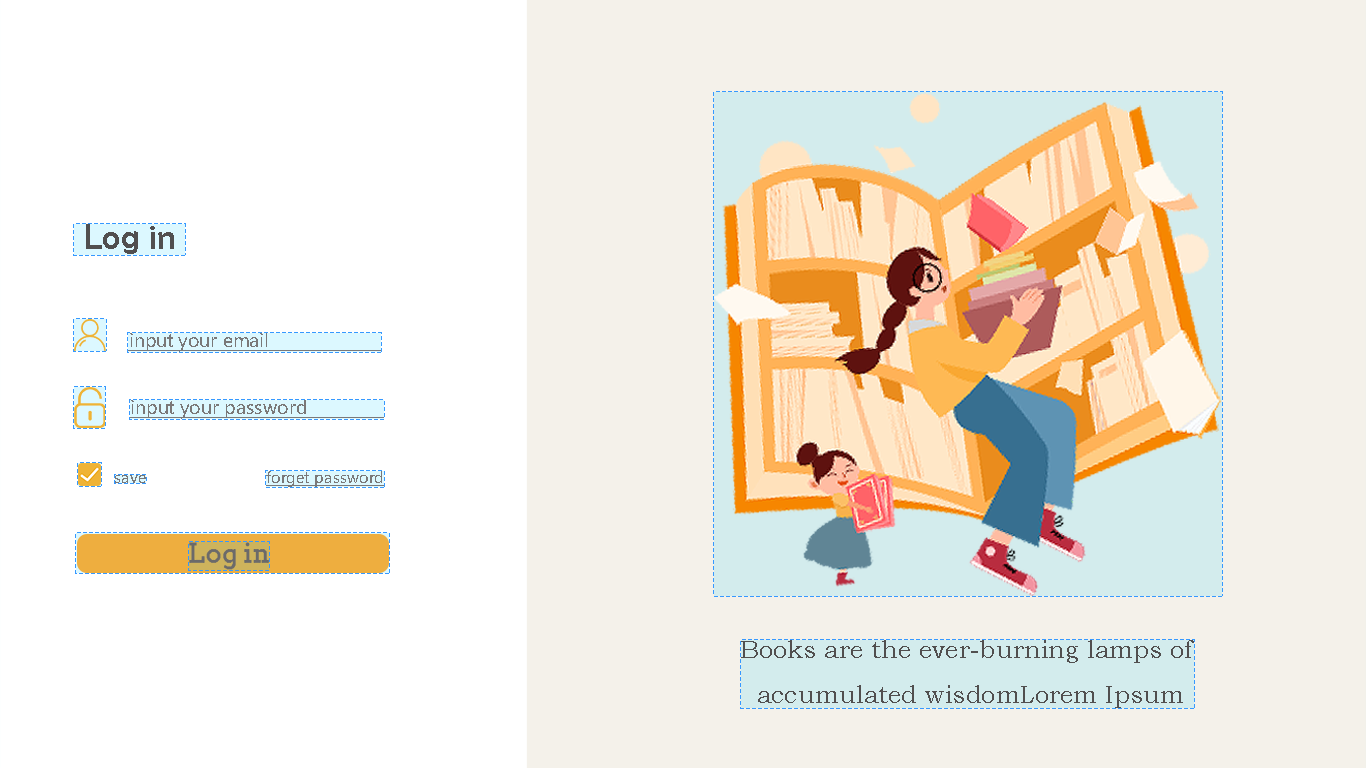 Log in
input your email
input your password
save
forget password
Log in
Books are the ever-burning lamps of
accumulated wisdomLorem Ipsum